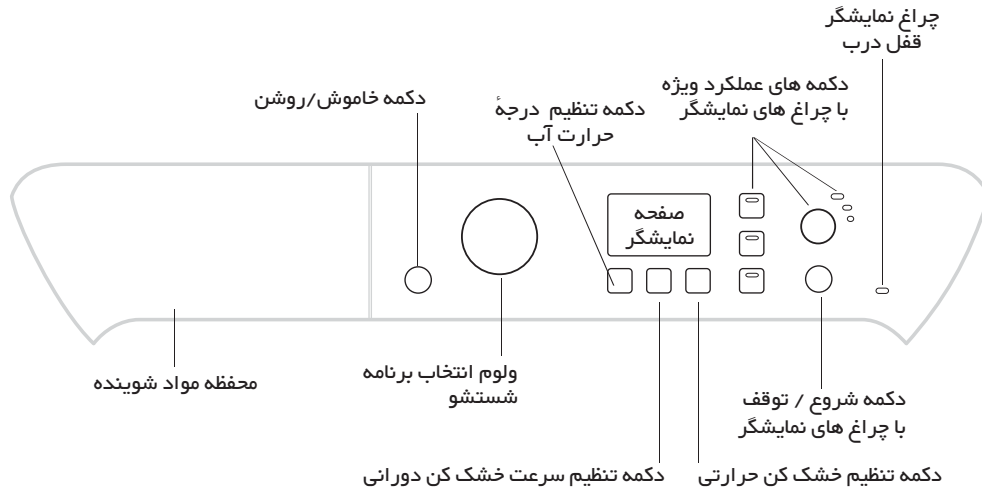 چراغ نمایشگر
قفل درب
دکمه های عملکرد ویژه
با چراغ های نمایشگر
دکمه تنظیم درجهٔ
حرارت آب
دکمه خاموش/روشن
صفحه
نمایشگر
محفظه مواد شوینده
ولوم انتخاب برنامه
شستشو
دکمه شروع / توقف
با چراغ های نمایشگر
دکمه تنظیم خشک کن حرارتی
دکمه تنظیم سرعت خشک کن دورانی